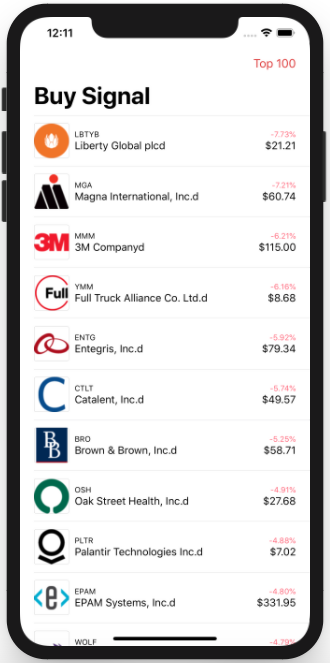 12:11
Top 100
Buy Signal
LBTYB
-7.73%
Liberty Global plcd
$21.21
MGA
-7.21%
Magna International, Inc.d
$60.74
3M
MMM
-6.21%
3M Companyd
$115.00
Full
YMM
-6.16%
Full Truck Alliance Co. Ltd.d
$8.68
ENTG
-5.92%
Entegris, Inc.d
$79.34
C
CTLT
-5.74%
Catalent, Inc.d
$49.57
BB
BRO
-5.25%
Brown & Brown, Inc.d
$58.71
OSH
-4.91%
Oak Street Health, Inc.d
$27.68
PLTR
-4.88%
Palantir Technologies Inc.d
$7.02
<e>
EPAM
-4.80%
EPAM Systems, Inc.d
$331.95
WOLF
-4.79%